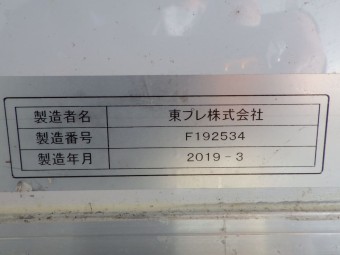 製造者名 東プレ株式会社
製造番号 F192534
製造年月 2019-3